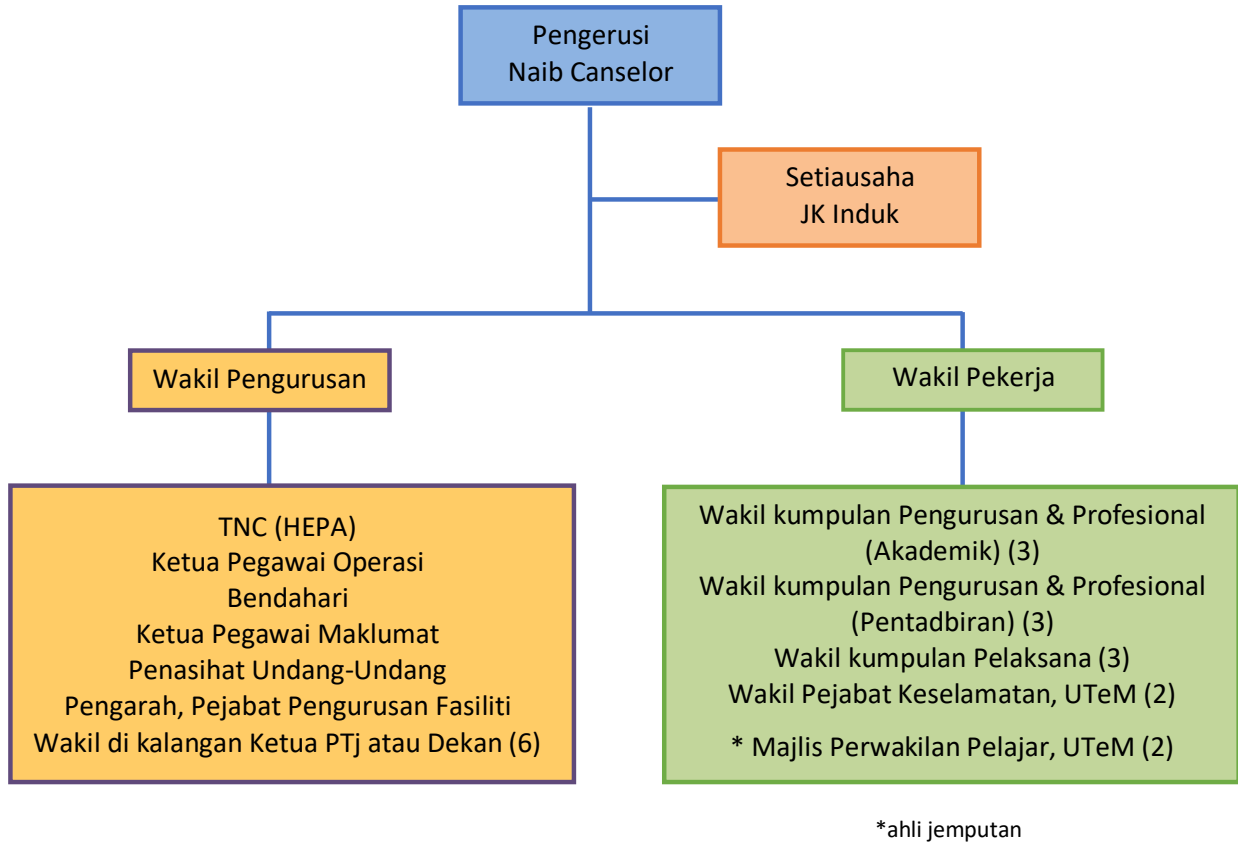 Pengerusi
Naib Canselor
Setiausaha
JK Induk
Wakil Pengurusan
Wakil Pekerja
TNC (HEPA)
Ketua Pegawai Operasi
Bendahari
Ketua Pegawai Maklumat
Penasihat Undang-Undang
Pengarah, Pejabat Pengurusan Fasiliti
Wakil di kalangan Ketua PTj atau Dekan (6)
Wakil kumpulan Pengurusan & Profesional
(Akademik) (3)
Wakil kumpulan Pengurusan & Profesional
(Pentadbiran) (3)
Wakil kumpulan Pelaksana (3)
Wakil Pejabat Keselamatan, UTeM (2)
* Majlis Perwakilan Pelajar, UTeM (2)
*ahli jemputan